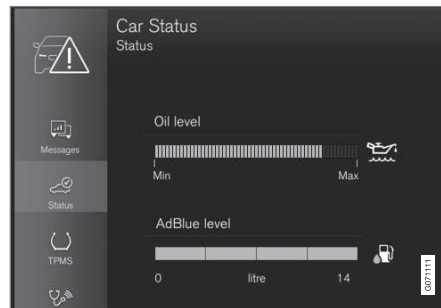 Car Status
Status
Messages
Status
TPMS
Oil level
Min
Max
AdBlue level
0
litre
14
G071111